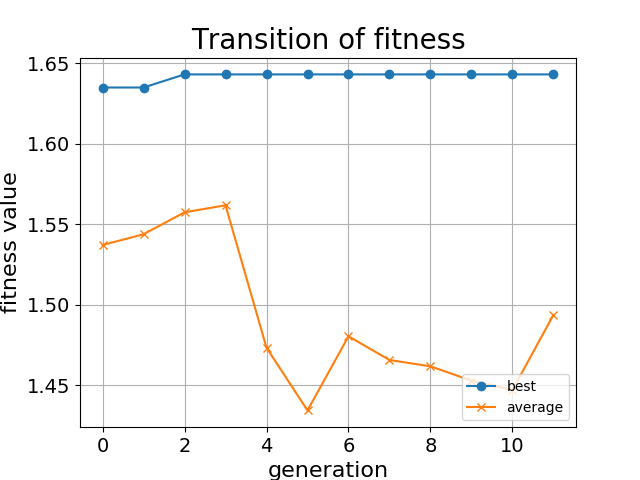 Transition of fitness
fitness value
1.65
1.60
1.55
1.50
1.45
0
2
4
6
8
10
generation
best
average